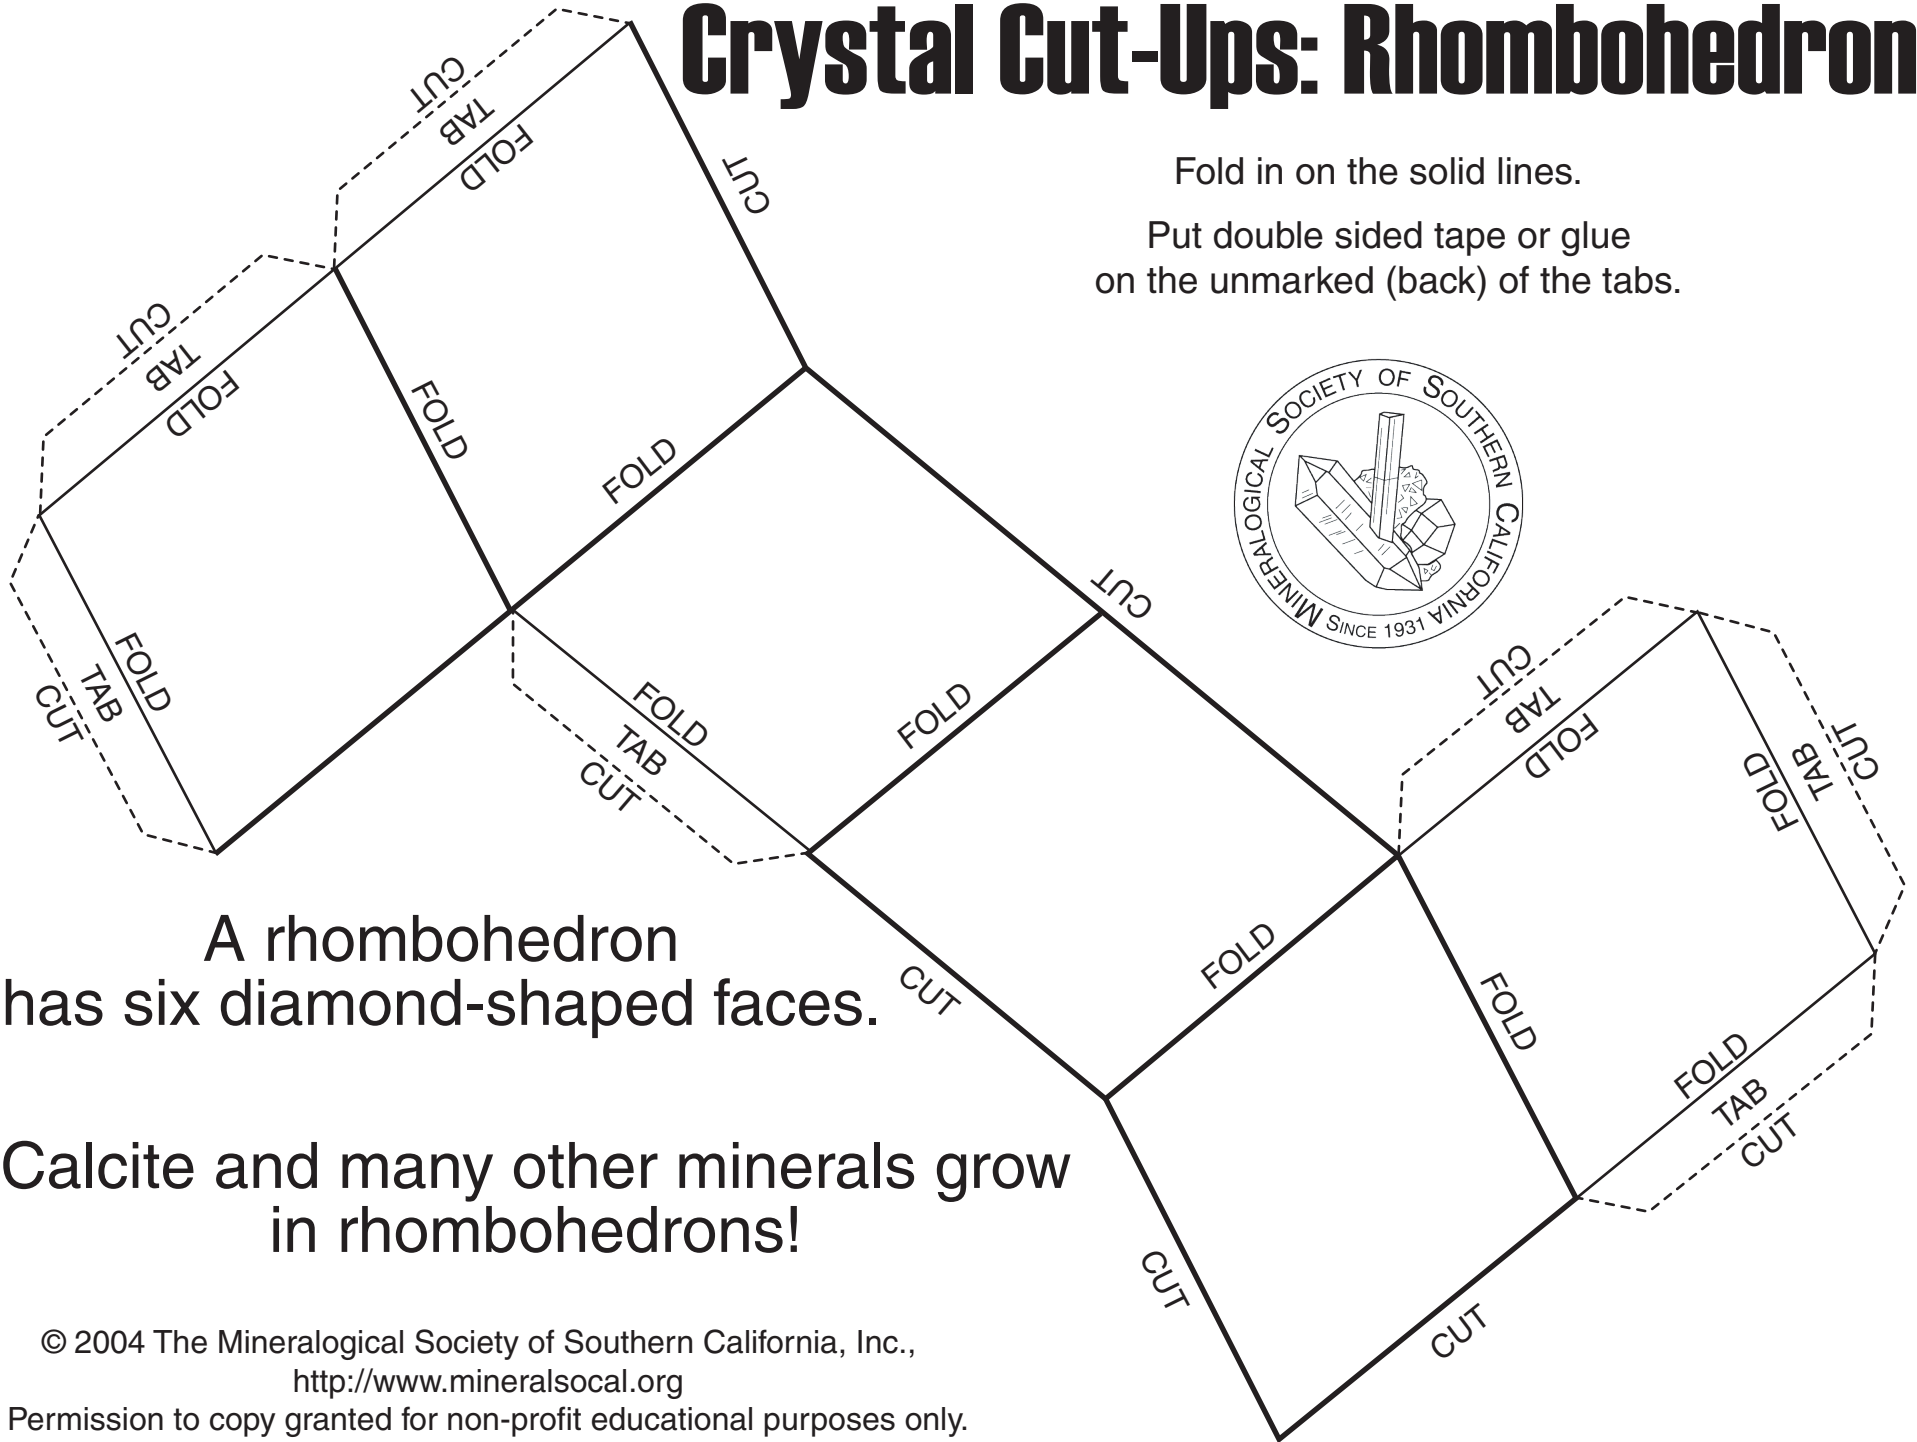 Crystal Cut-Ups: Rhombohedron
Fold in on the solid lines.
Put double sided tape or glue
on the unmarked (back) of the tabs.
MINERALOGICAL SOCIETY OF SOUTHERN CALIFORNIA
SINCE 1931
CUT
TAB
FOLD
CUT
CUT
TAB
FOLD
FOLD
FOLD
FOLD
TAB
CUT
FOLD
TAB
CUT
FOLD
CUT
CUT
TAB
FOLD
CUT
TAB
FOLD
FOLD
CUT
FOLD
FOLD
TAB
CUT
CUT
CUT
A rhombohedron
has six diamond-shaped faces.
Calcite and many other minerals grow
in rhombohedrons!
© 2004 The Mineralogical Society of Southern California, Inc.,
http://www.mineralsocal.org
Permission to copy granted for non-profit educational purposes only.